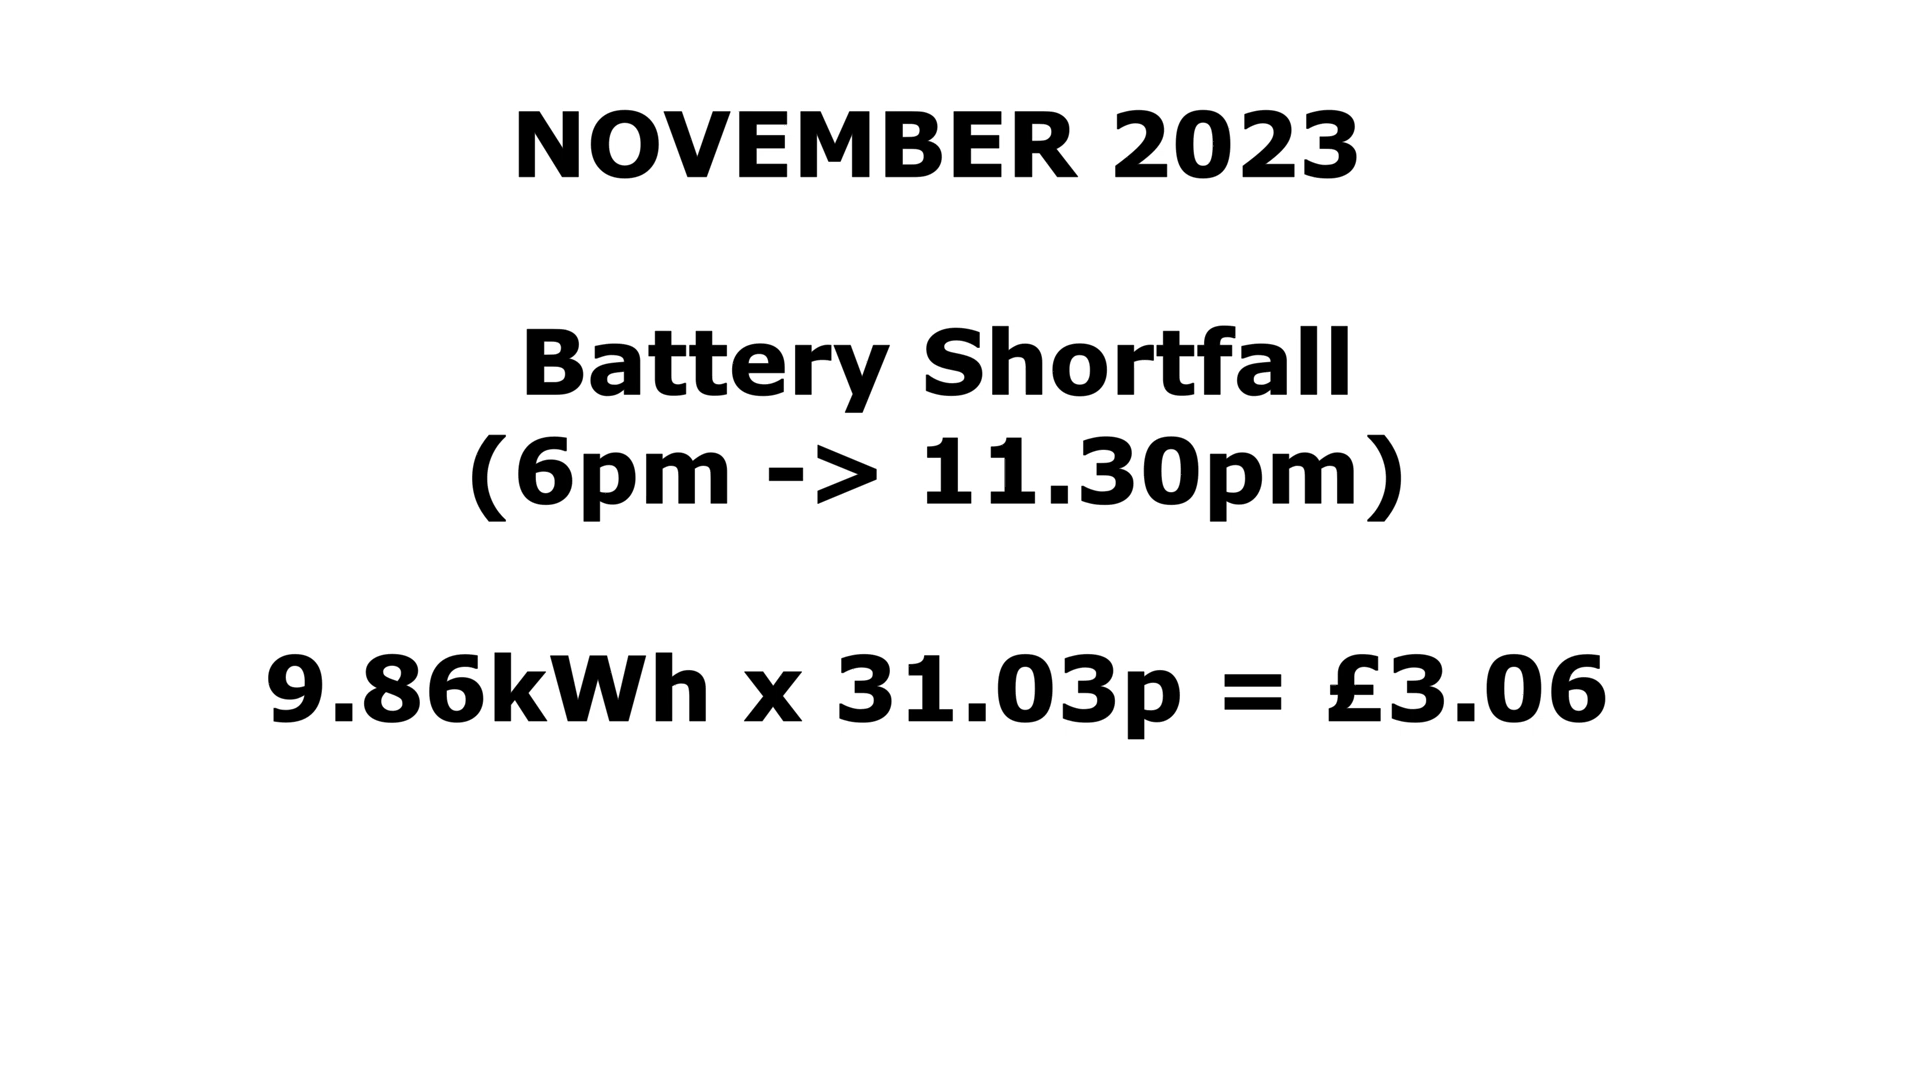 NOVEMBER 2023
Battery Shortfall
(6pm -> 11.30pm)
9.86kWh x 31.03p = £3.06